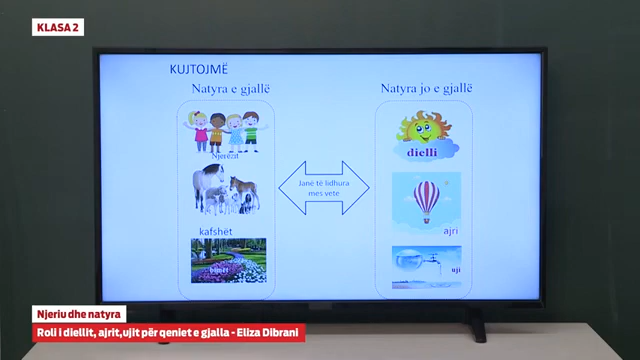 KLASA 2
KUJTOJMË
Natyra e gjallë
Natyra jo e gjallë
Njerëzit
dielli
Janë të lidhura
mes vete
kafshët
ajri
bimët
uji
Njeriu dhe natyra
Roli i diellit, ajrit,ujit për qeniet e gjalla - Eliza Dibrani